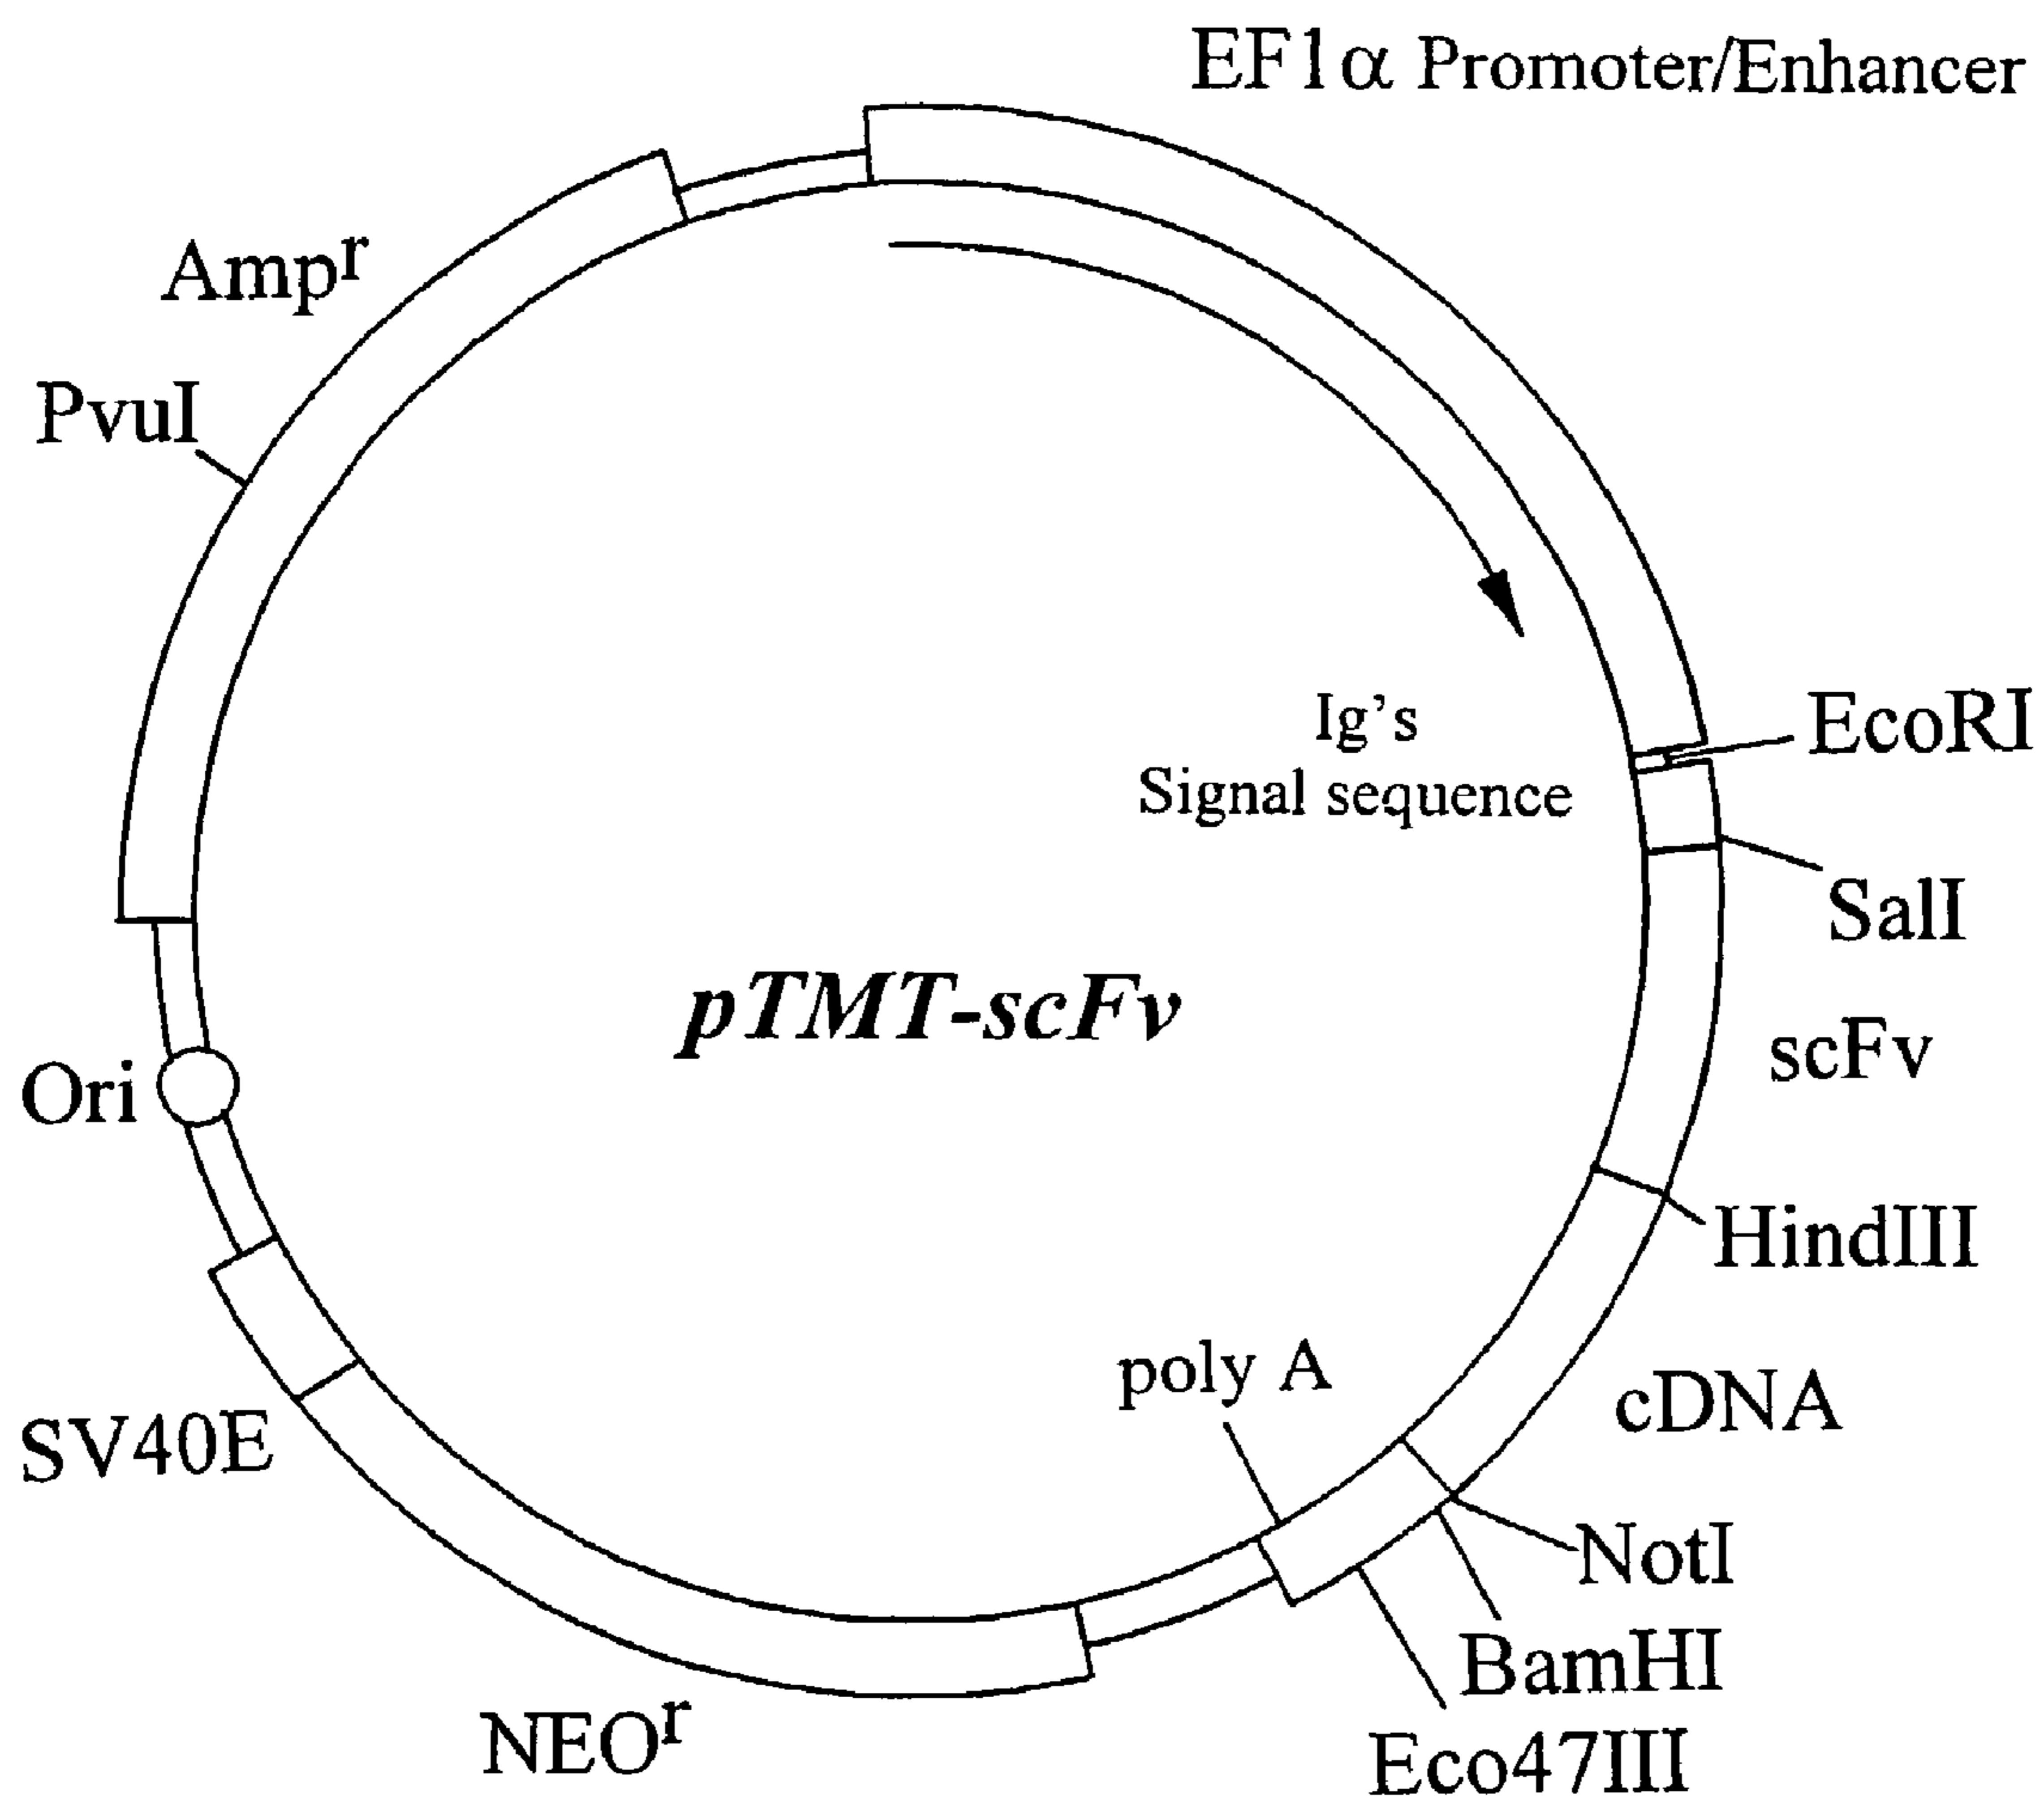 EF1α Promoter/Enhancer
Ampʳ
PvuI
Ig’s
Signal sequence
EcoRI
SalI
pTMT-scFv
scFv
Ori
HindIII
poly A
cDNA
SV40E
NotI
BamHI
NEOʳ
Eco47III